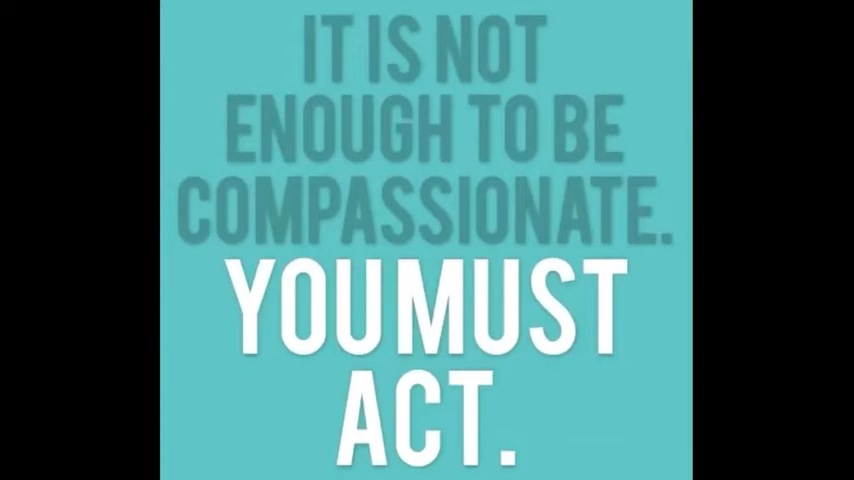 IT IS NOT
ENOUGH TO BE
COMPASSIONATE.
YOU MUST
ACT.